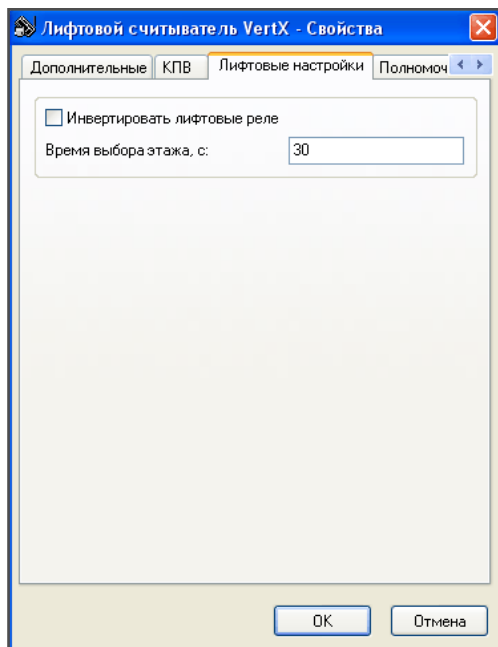 Лифтовой считыватель VertX - Свойства
Дополнительные КПВ Лифтовые настройки Полномоч
Инвертировать лифтовые реле
Время выбора этажа, с: 30
OK Отмена